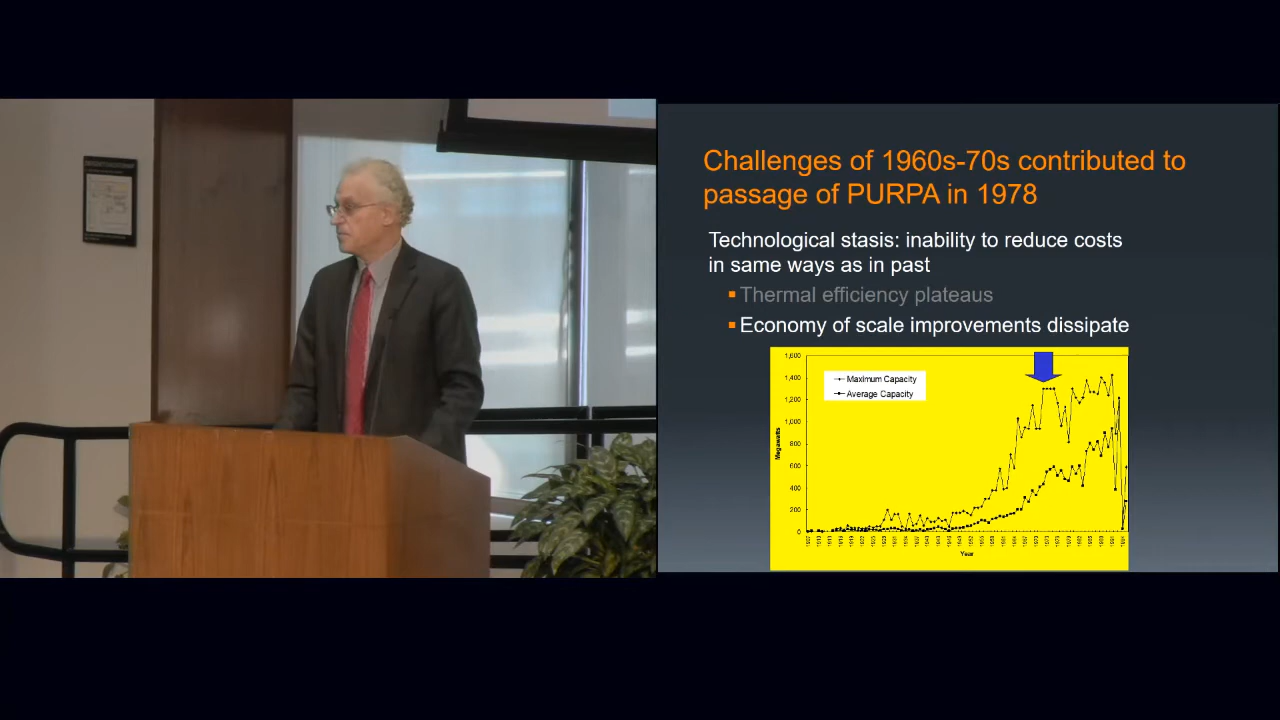 Challenges of 1960s-70s contributed to
passage of PURPA in 1978
Technological stasis: inability to reduce costs
in same ways as in past
Thermal efficiency plateaus
Economy of scale improvements dissipate
1,600
1,400
1,200
1,000
800
600
400
200
0
Megawatts
Maximum Capacity
Average Capacity
Year